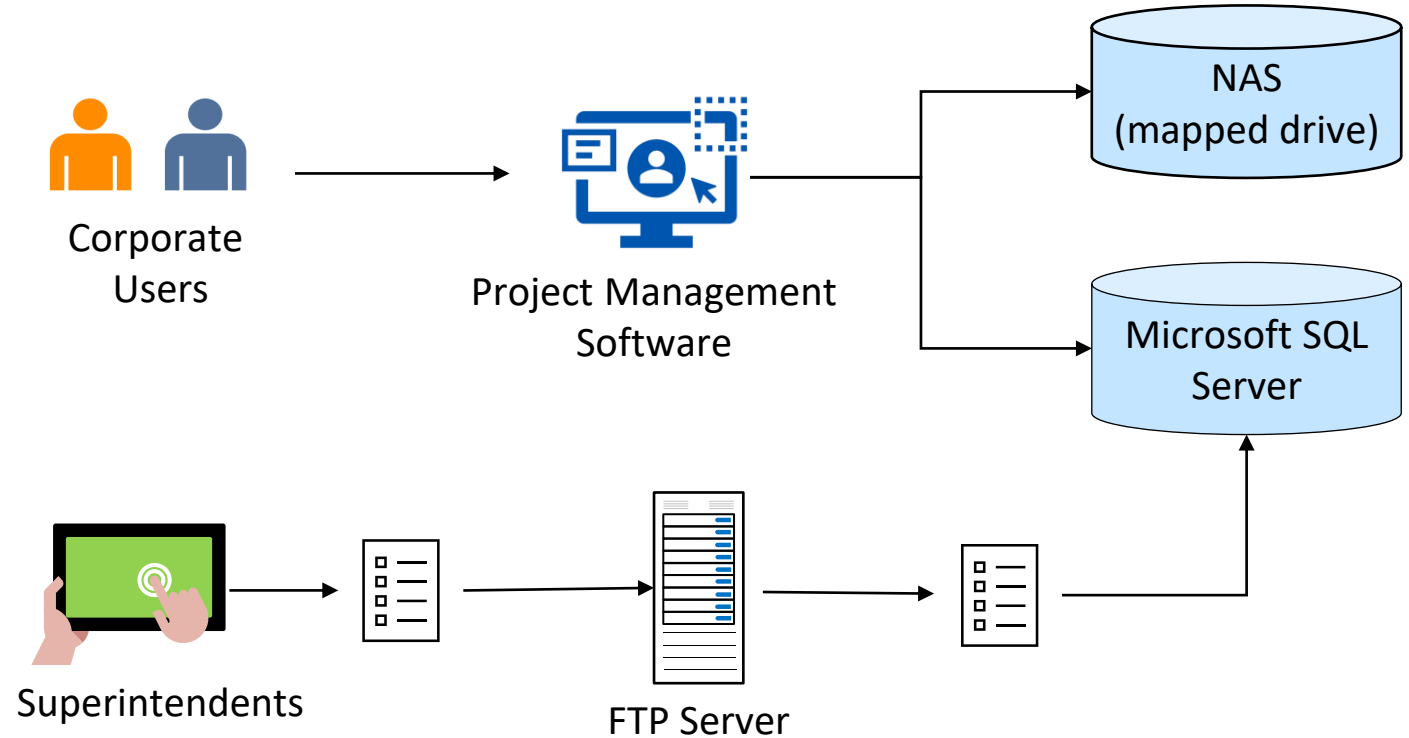 Corporate
Users
Project Management
Software
NAS
(mapped drive)
Microsoft SQL
Server
Superintendents
FTP Server